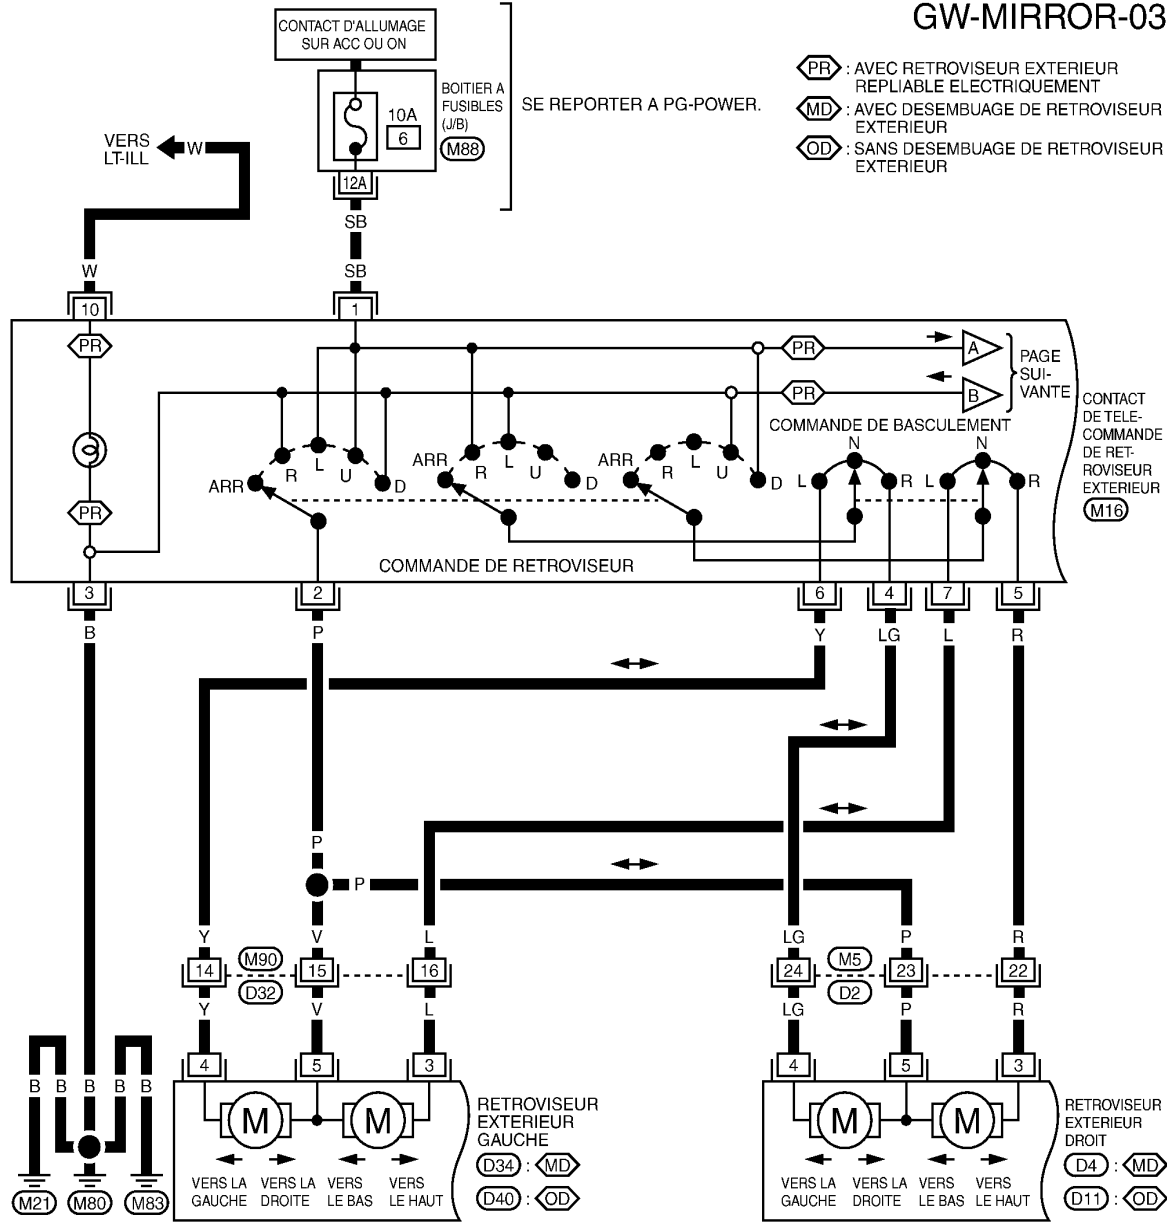 GW-MIRROR-03
CONTACT D'ALLUMAGE
SUR ACC OU ON
BOITIER A
FUSIBLES
(J/B)
M88
10A
6
12A
SE REPORTER A PG-POWER.
PR : AVEC RETROVISEUR EXTERIEUR
REPLIABLE ELECTRIQUEMENT
MD : AVEC DESEMBUAGE DE RETROVISEUR
EXTERIEUR
OD : SANS DESEMBUAGE DE RETROVISEUR
EXTERIEUR
VERS
LT-ILL
W
SB
W
SB
10
1
PR
PR
A
PR
B
PAGE
SUI-
VANTE
CONTACT
DE TELE-
COMMANDE
DE RET-
ROVISEUR
EXTERIEUR
M16
COMMANDE DE BASCULEMENT
ARR R L U D
ARR R L U D
ARR R L U D
L N R
L N R
PR
COMMANDE DE RETROVISEUR
3 2 6 4 7 5
B P Y LG L R
P
P
Y V L LG P R
14 M90 15 16 24 M5 23 22
D32 D2
Y V L LG P R
4 5 3 4 5 3
B B B B B
M M
M M
RETROVISEUR
EXTERIEUR
GAUCHE
D34 : MD
D40 : OD
RETROVISEUR
EXTERIEUR
DROIT
D4 : MD
D11 : OD
VERS LA VERS LA VERS VERS
GAUCHE DROITE LE BAS LE HAUT
VERS LA VERS LA VERS VERS
GAUCHE DROITE LE BAS LE HAUT
M21 M80 M83